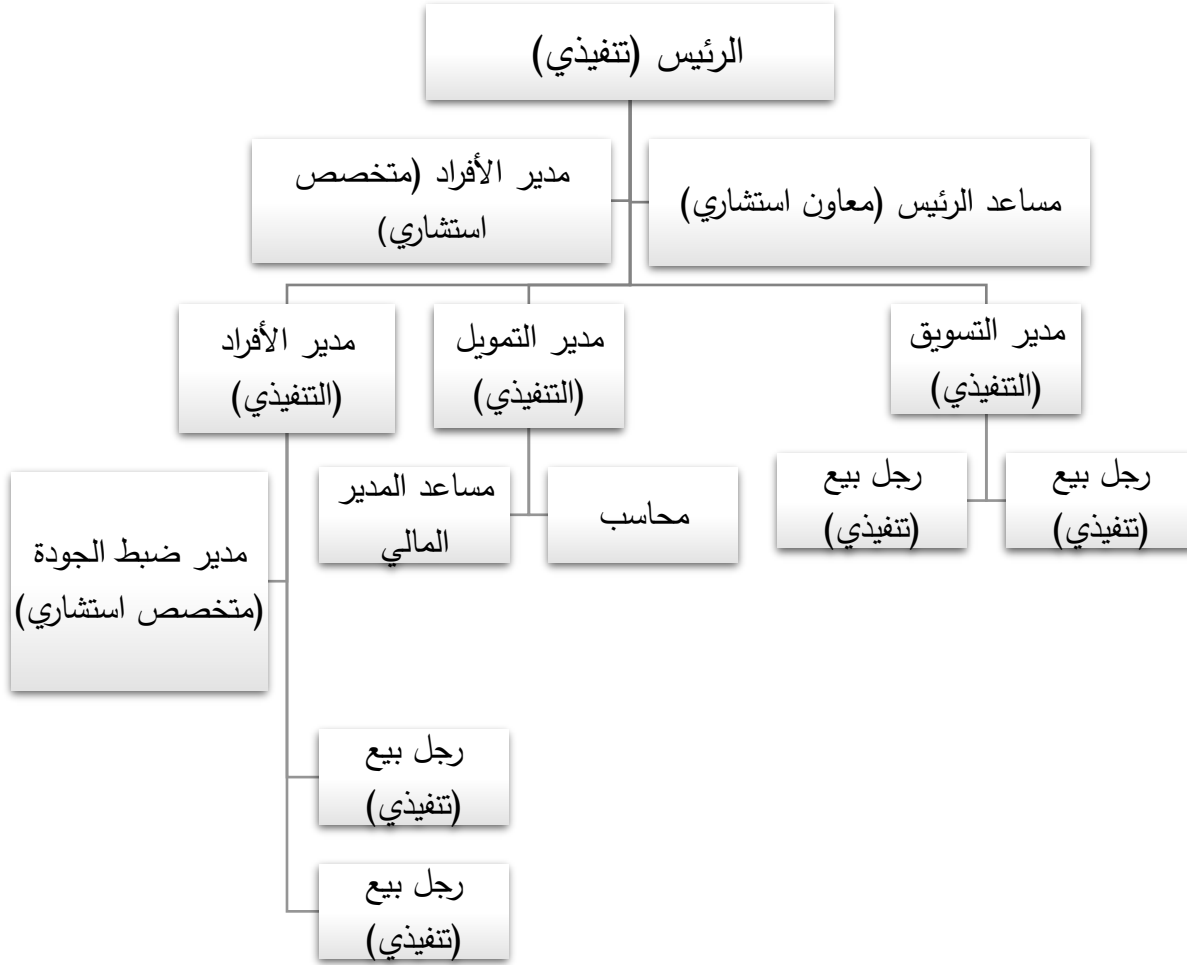 الرئيس (تنفيذي)
مساعد الرئيس (معاون استشاري)
مدير الأفراد (متخصص
استشاري)
مدير التسويق
(التنفيذي)
مدير التمويل
(التنفيذي)
مدير الأفراد
(التنفيذي)
رجل بيع
(تنفيذي)
رجل بيع
(تنفيذي)
محاسب
مساعد المدير
المالي
مدير ضبط الجودة
(متخصص استشاري)
رجل بيع
(تنفيذي)
رجل بيع
(تنفيذي)